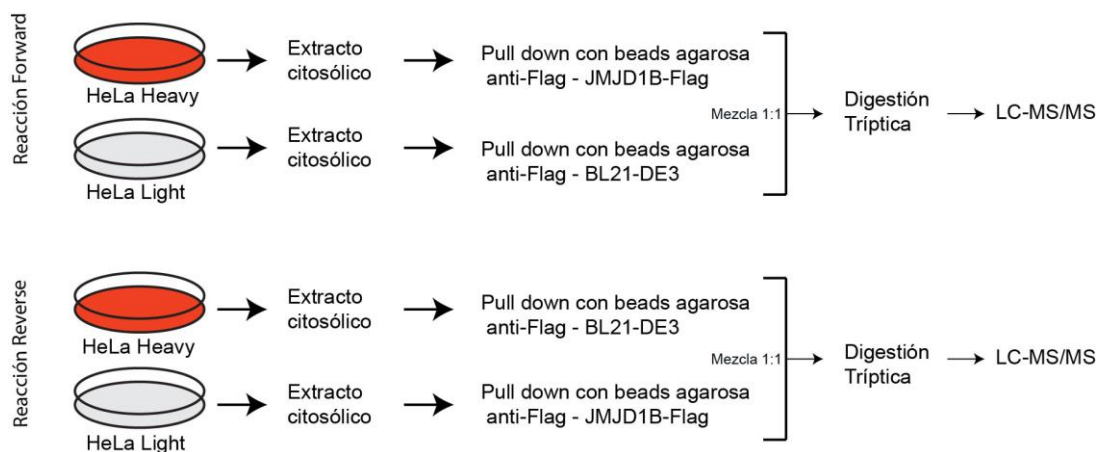 Reacción Forward
HeLa Heavy
Extracto
citosólico
Pull down con beads agarosa
anti-Flag - JMJD1B-Flag
HeLa Light
Extracto
citosólico
Pull down con beads agarosa
anti-Flag - BL21-DE3
Mezcla 1:1
Digestión
Tríptica
LC-MS/MS
Reacción Reverse
HeLa Heavy
Extracto
citosólico
Pull down con beads agarosa
anti-Flag - BL21-DE3
HeLa Light
Extracto
citosólico
Pull down con beads agarosa
anti-Flag - JMJD1B-Flag
Mezcla 1:1
Digestión
Tríptica
LC-MS/MS